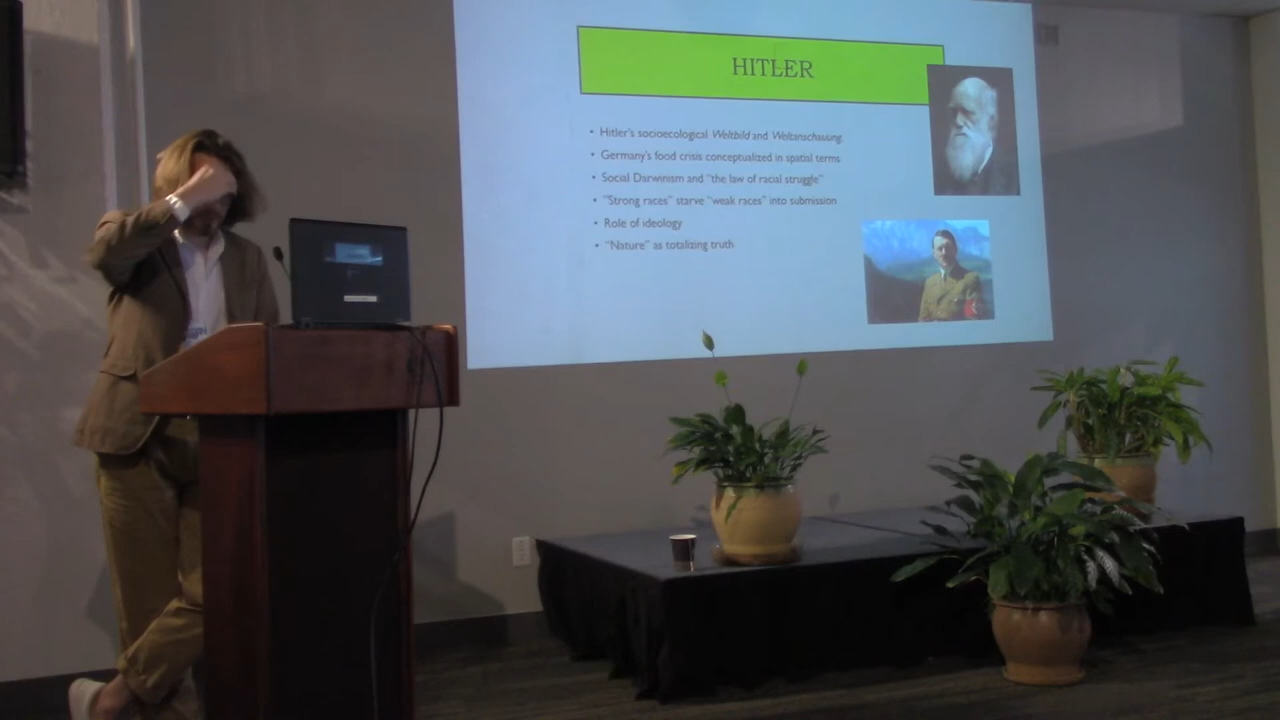 HITLER
• Hitler's socioecological Weltbild and Weltanschauung.
• Germany's food crisis conceptualized in spatial terms
• Social Darwinism and "the law of racial struggle"
• "Strong races" starve "weak races" into submission
• Role of ideology
• "Nature" as totalizing truth